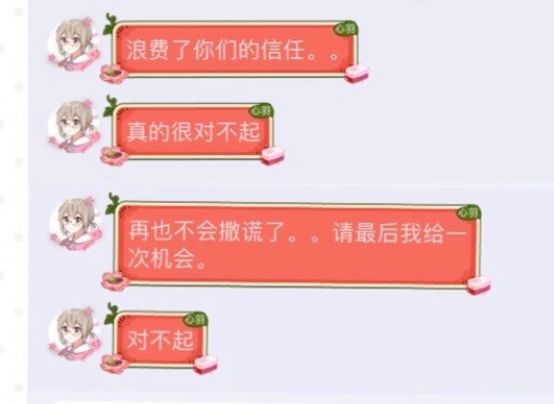 心羽
浪费了你们的信任。。
心羽
真的很对不起
心羽
再也不会撒谎了。。请最后我给一
次机会。
心羽
对不起